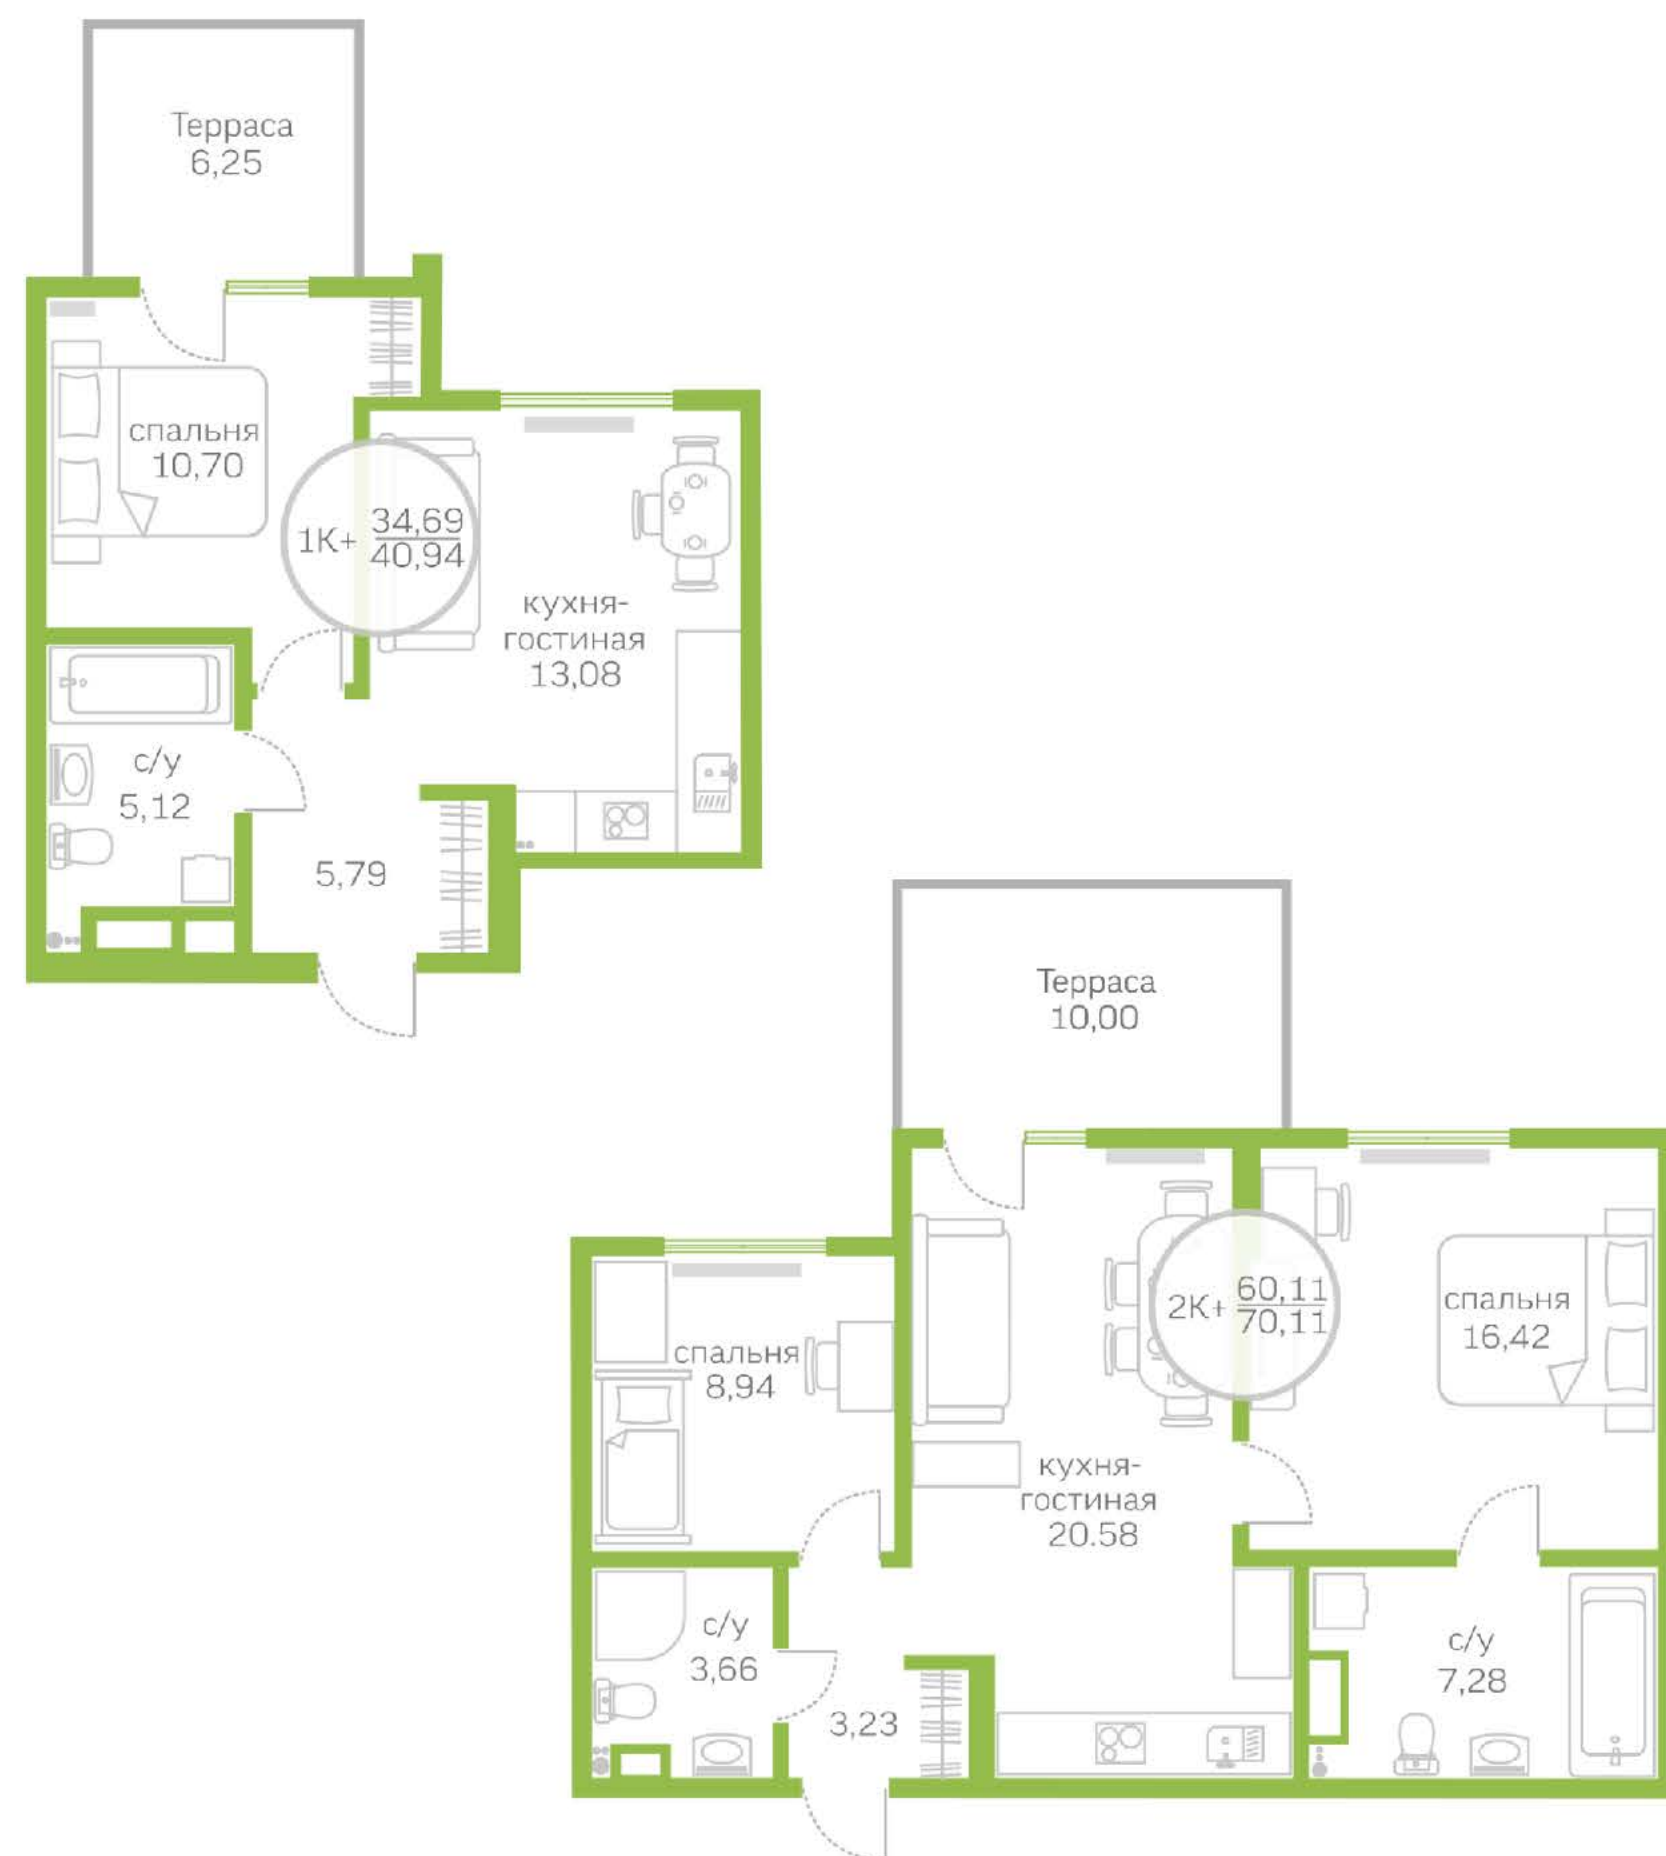 Терраса
6,25
спальня
10,70
1К+ 34,69
40,94
кухня-
гостиная
13,08
с/у
5,12
5,79
Терраса
10,00
2К+ 60,11
70,11
спальня
16,42
спальня
8,94
кухня-
гостиная
20.58
с/у
3,66
3,23
с/у
7,28